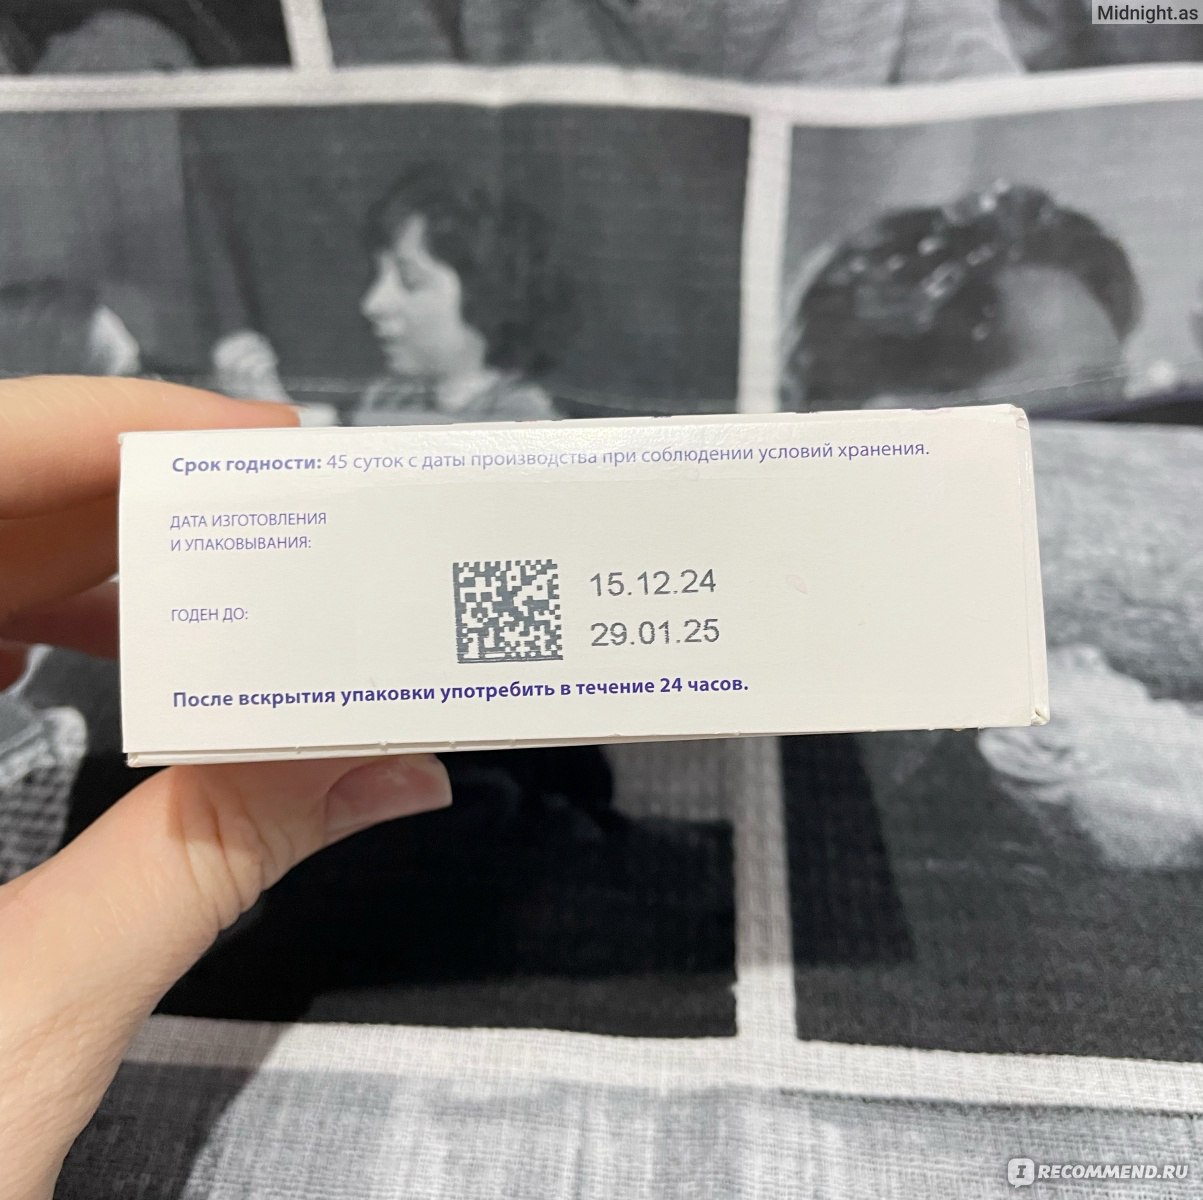 Midnight.as
Срок годности: 45 суток с даты производства при соблюдении условий хранения.
ДАТА ИЗГОТОВЛЕНИЯ
И УПАКОВЫВАНИЯ:
15.12.24
ГОДЕН ДО:
29.01.25
После вскрытия упаковки употребить в течение 24 часов.
IRECOMMEND.RU